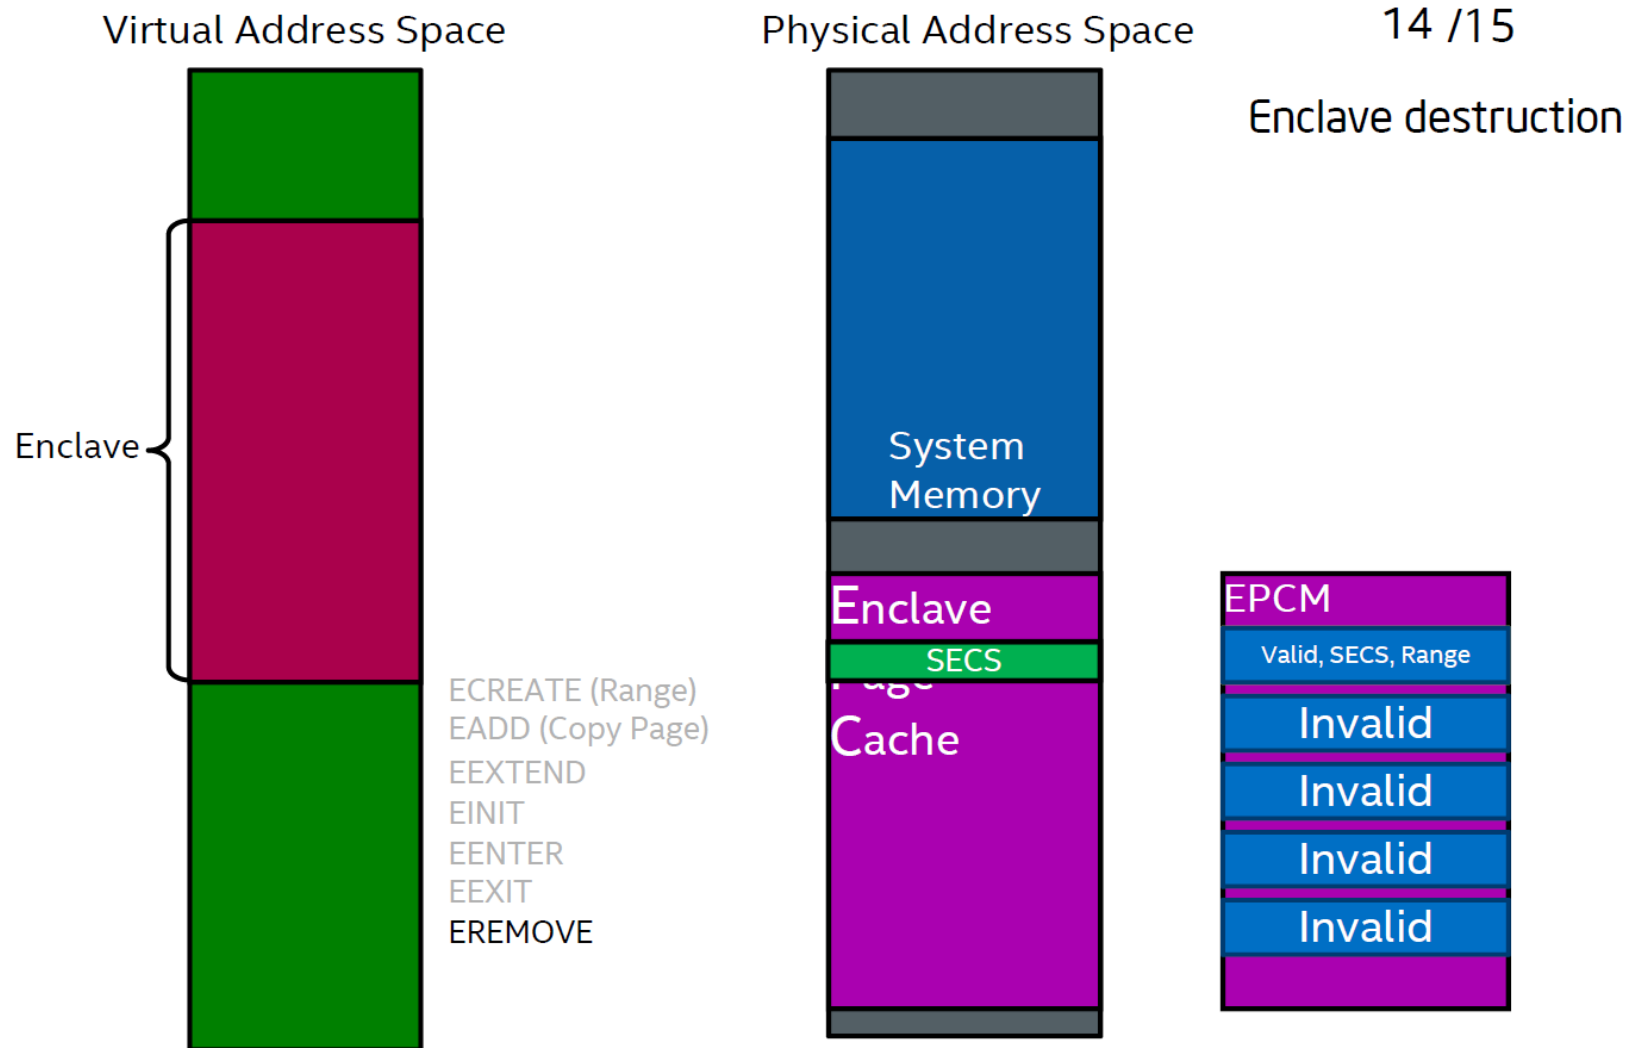 Virtual Address Space
Physical Address Space
14 /15
Enclave destruction
Enclave
System
Memory
Enclave
SECS
Page
Cache
EPCM
Valid, SECS, Range
Invalid
Invalid
Invalid
Invalid
ECREATE (Range)
EADD (Copy Page)
EEXTEND
EINIT
EENTER
EEXIT
EREMOVE